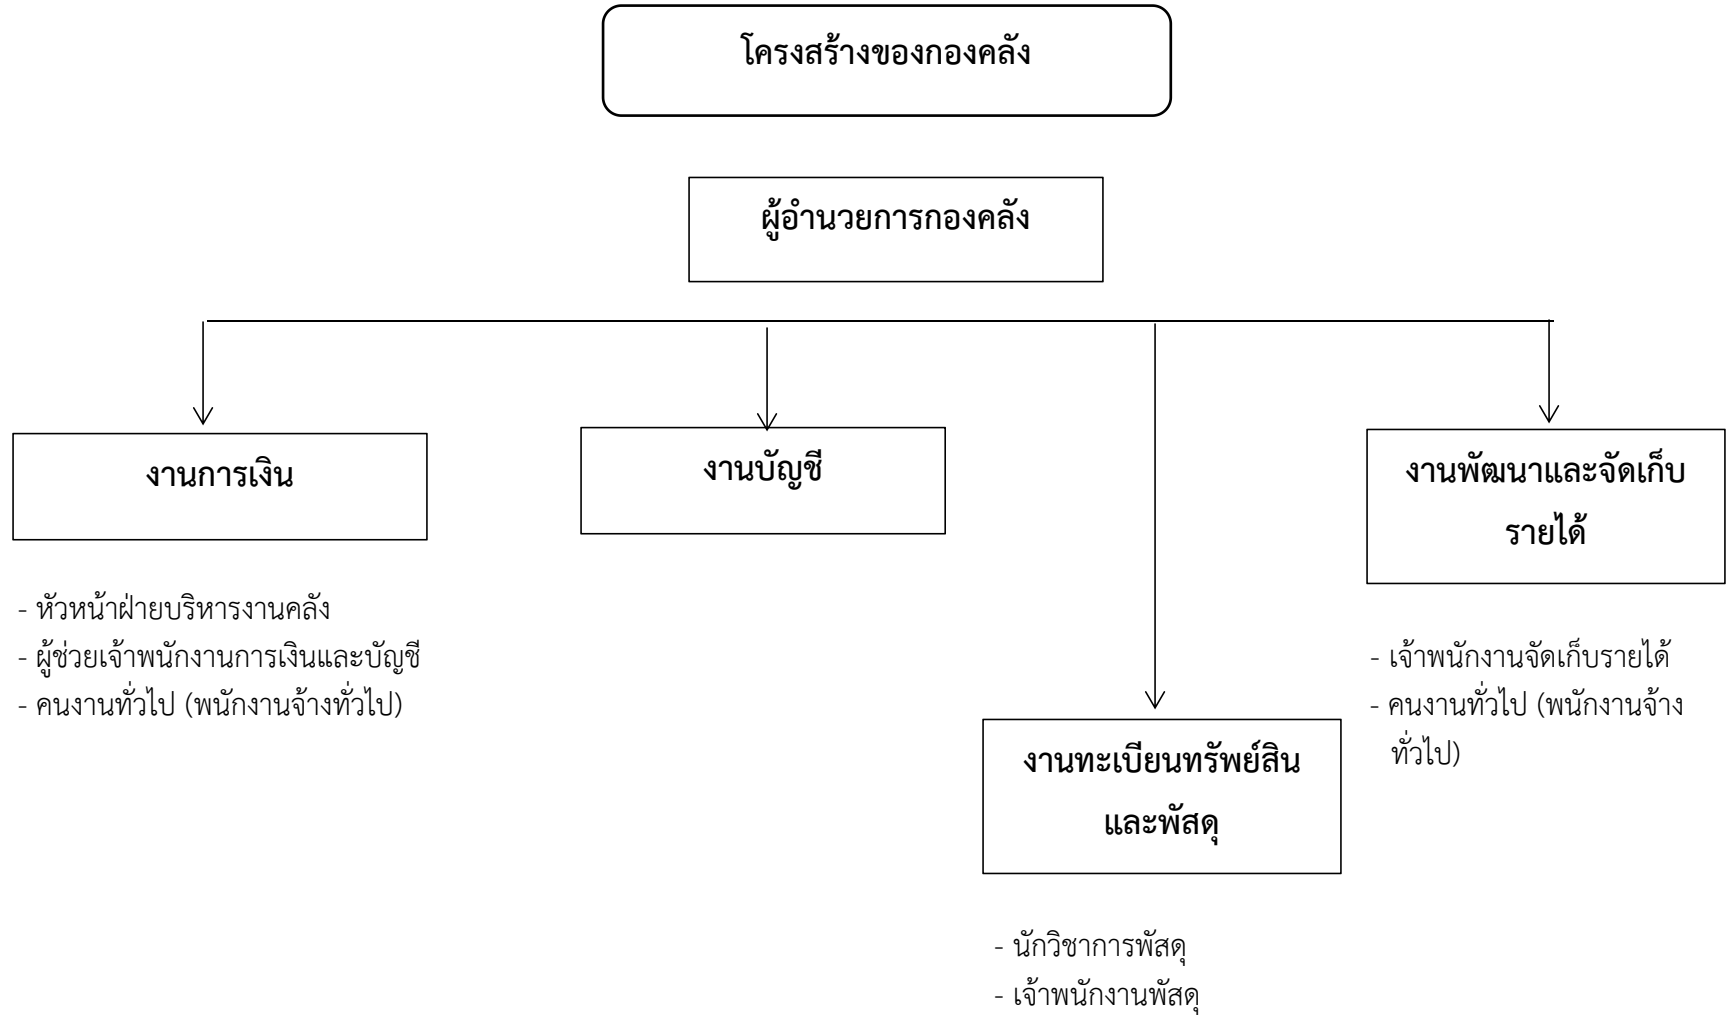 โครงสร้างของกองคลัง
ผู้อำนวยการกองคลัง
งานการเงิน
- หัวหน้าฝ่ายบริหารงานคลัง
- ผู้ช่วยเจ้าพนักงานการเงินและบัญชี
- คนงานทั่วไป (พนักงานจ้างทั่วไป)
งานบัญชี
งานทะเบียนทรัพย์สิน
และพัสดุ
- นักวิชาการพัสดุ
- เจ้าพนักงานพัสดุ
งานพัฒนาและจัดเก็บ
รายได้
- เจ้าพนักงานจัดเก็บรายได้
- คนงานทั่วไป (พนักงานจ้าง
ทั่วไป)